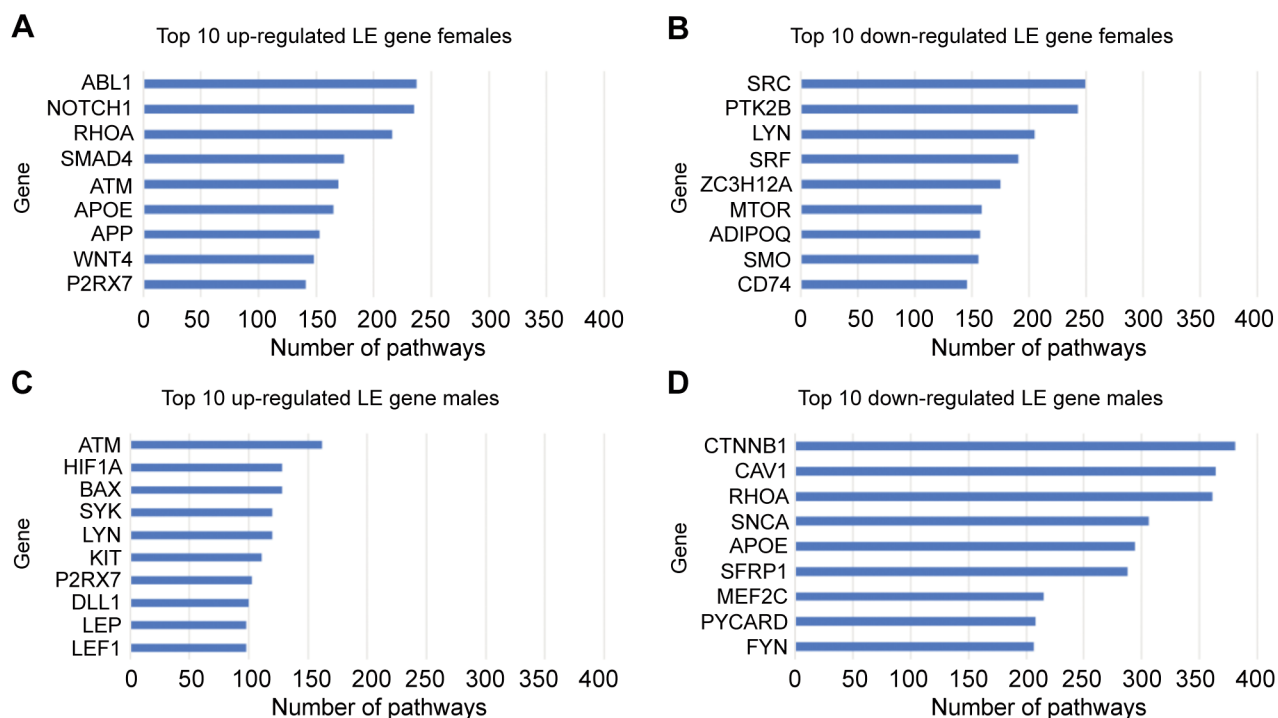 A
Top 10 up-regulated LE gene females
Gene
ABL1
NOTCH1
RHOA
SMAD4
ATM
APOE
APP
WNT4
P2RX7
0 50 100 150 200 250 300 350 400
Number of pathways
B
Top 10 down-regulated LE gene females
Gene
SRC
PTK2B
LYN
SRF
ZC3H12A
MTOR
ADIPOQ
SMO
CD74
0 50 100 150 200 250 300 350 400
Number of pathways
C
Top 10 up-regulated LE gene males
Gene
ATM
HIF1A
BAX
SYK
LYN
KIT
P2RX7
DLL1
LEP
LEF1
0 50 100 150 200 250 300 350 400
Number of pathways
D
Top 10 down-regulated LE gene males
Gene
CTNNB1
CAV1
RHOA
SNCA
APOE
SFRP1
MEF2C
PYCARD
FYN
0 50 100 150 200 250 300 350 400
Number of pathways